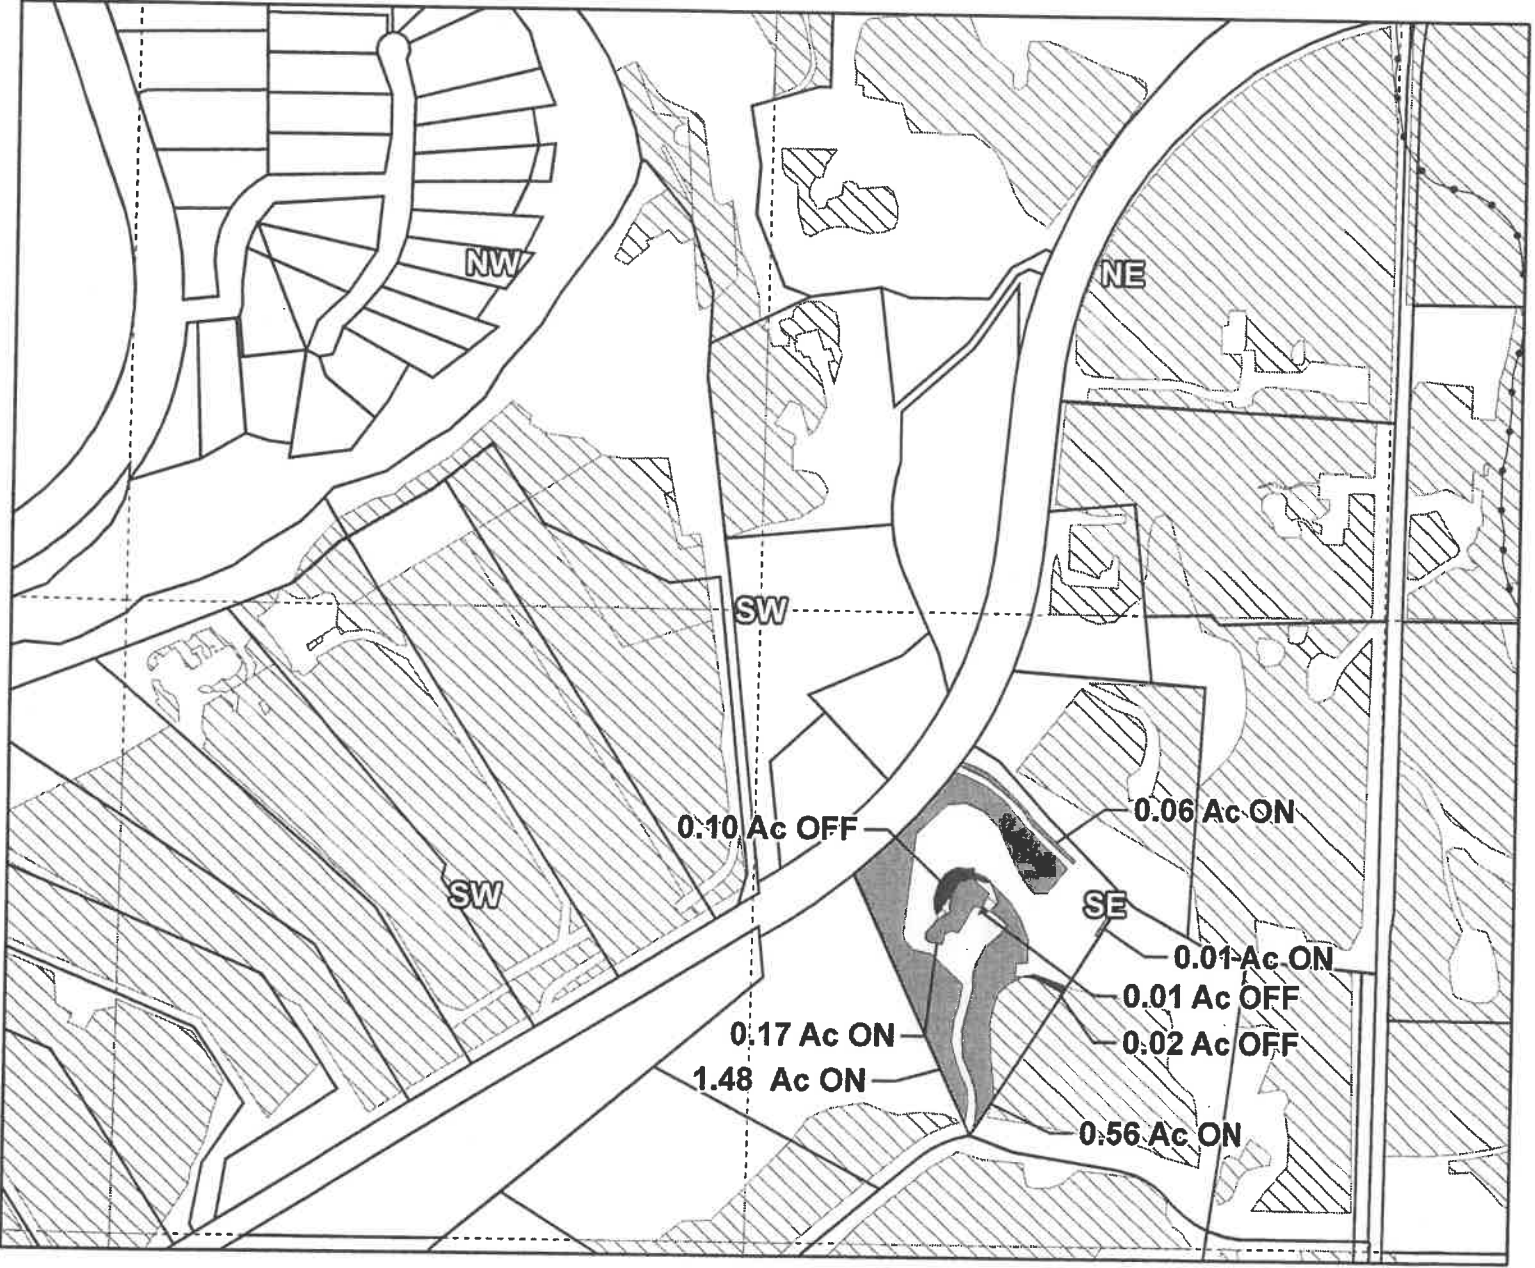 NW
NE
SW
0.06 Ac ON
0.10 Ac OFF
SW
SE
0.01 Ac ON
0.01 Ac OFF
0.17 Ac ON
0.02 Ac OFF
1.48 Ac ON
0.56 Ac ON